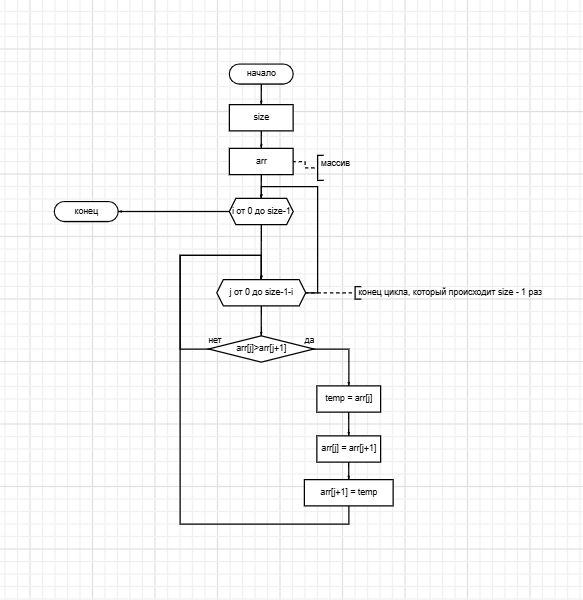 начало
size
arr
массив
i от 0 до size-1
конец
j от 0 до size-1-i
конец цикла, который происходит size - 1 раз
нет
да
arr[j]>arr[j+1]
temp = arr[j]
arr[j] = arr[j+1]
arr[j+1] = temp